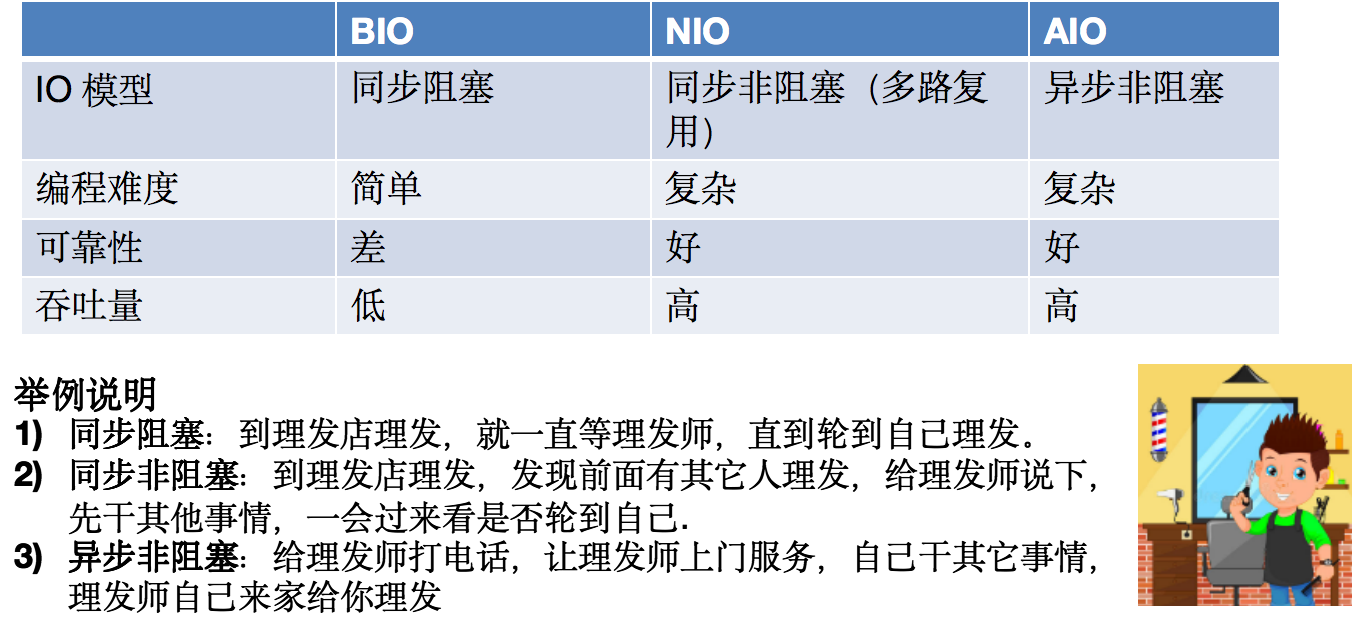 BIO NIO AIO
IO 模型 同步阻塞 同步非阻塞（多路复用） 异步非阻塞
编程难度 简单 复杂 复杂
可靠性 差 好 好
吞吐量 低 高 高
举例说明
1) 同步阻塞：到理发店理发，就一直等理发师，直到轮到自己理发。
2) 同步非阻塞：到理发店理发，发现前面有其它人理发，给理发师说下，
先干其他事情，一会过来看是否轮到自己.
3) 异步非阻塞：给理发师打电话，让理发师上门服务，自己干其它事情，
理发师自己来家给你理发